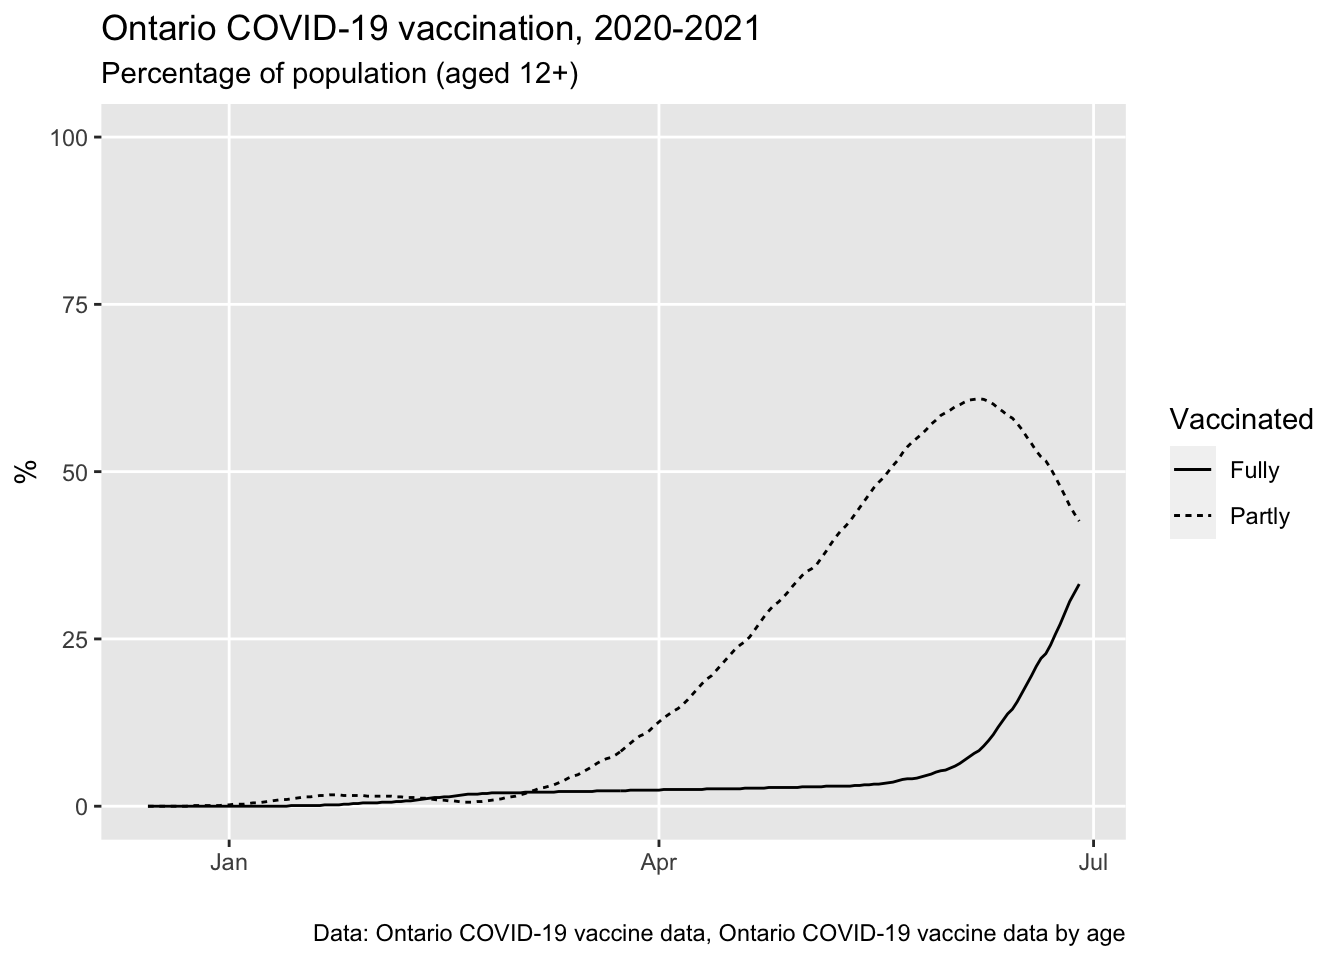 Ontario COVID-19 vaccination, 2020-2021
Percentage of population (aged 12+)
100
75
50
25
0
%
Jan
Apr
Jul
Vaccinated
Fully
Partly
Data: Ontario COVID-19 vaccine data, Ontario COVID-19 vaccine data by age